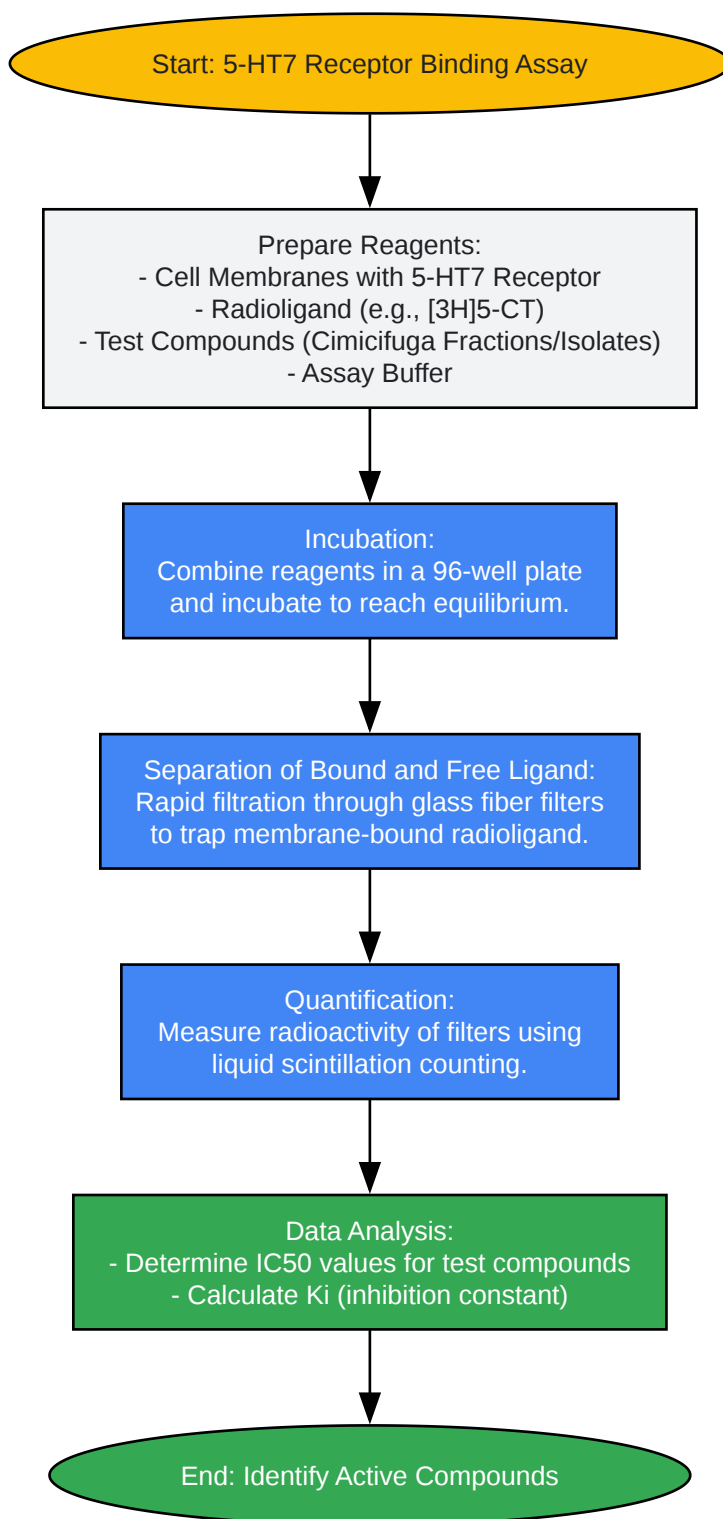 Start: 5-HT7 Receptor Binding Assay
Prepare Reagents:
- Cell Membranes with 5-HT7 Receptor
- Radioligand (e.g., [3H]5-CT)
- Test Compounds (Cimicifuga Fractions/Isolates)
- Assay Buffer
Incubation:
Combine reagents in a 96-well plate
and incubate to reach equilibrium.
Separation of Bound and Free Ligand:
Rapid filtration through glass fiber filters
to trap membrane-bound radioligand.
Quantification:
Measure radioactivity of filters using
liquid scintillation counting.
Data Analysis:
- Determine IC50 values for test compounds
- Calculate Ki (inhibition constant)
End: Identify Active Compounds